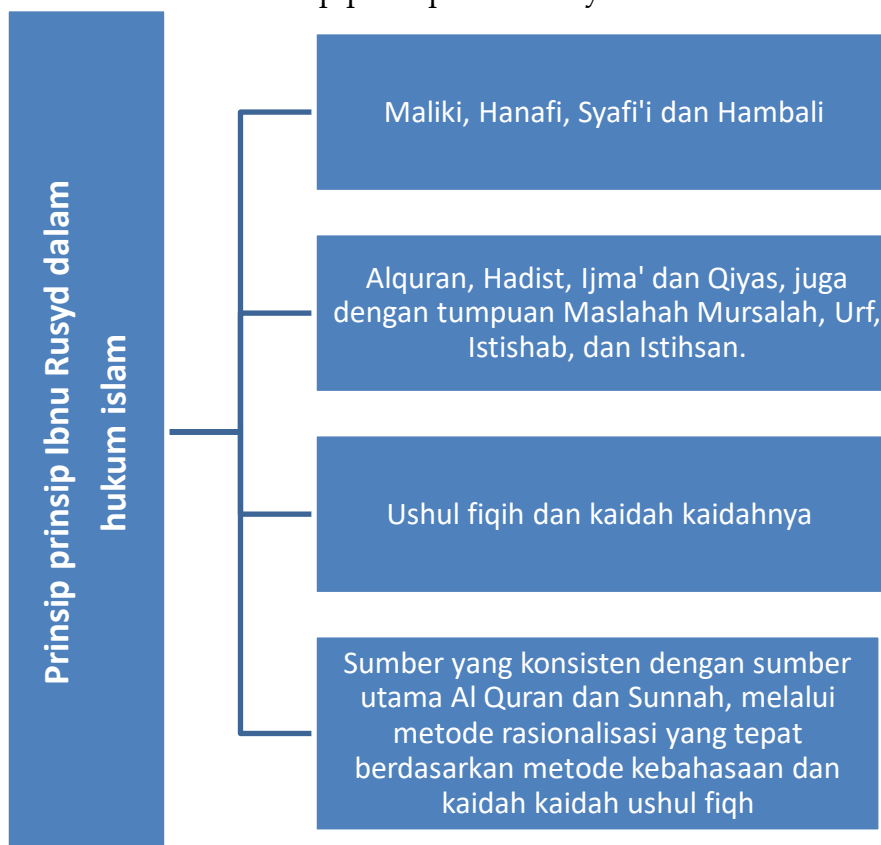 Prinsip prinsip Ibnu Rusyd dalam
hukum islam
Maliki, Hanafi, Syafi'i dan Hambali
Alquran, Hadist, Ijma' dan Qiyas, juga
dengan tumpuan Maslahah Mursalah, Urf,
Istishab, dan Istihsan.
Ushul fiqih dan kaidah kaidahnya
Sumber yang konsisten dengan sumber
utama Al Quran dan Sunnah, melalui
metode rasionalisasi yang tepat
berdasarkan metode kebahasaan dan
kaidah kaidah ushul fiqh